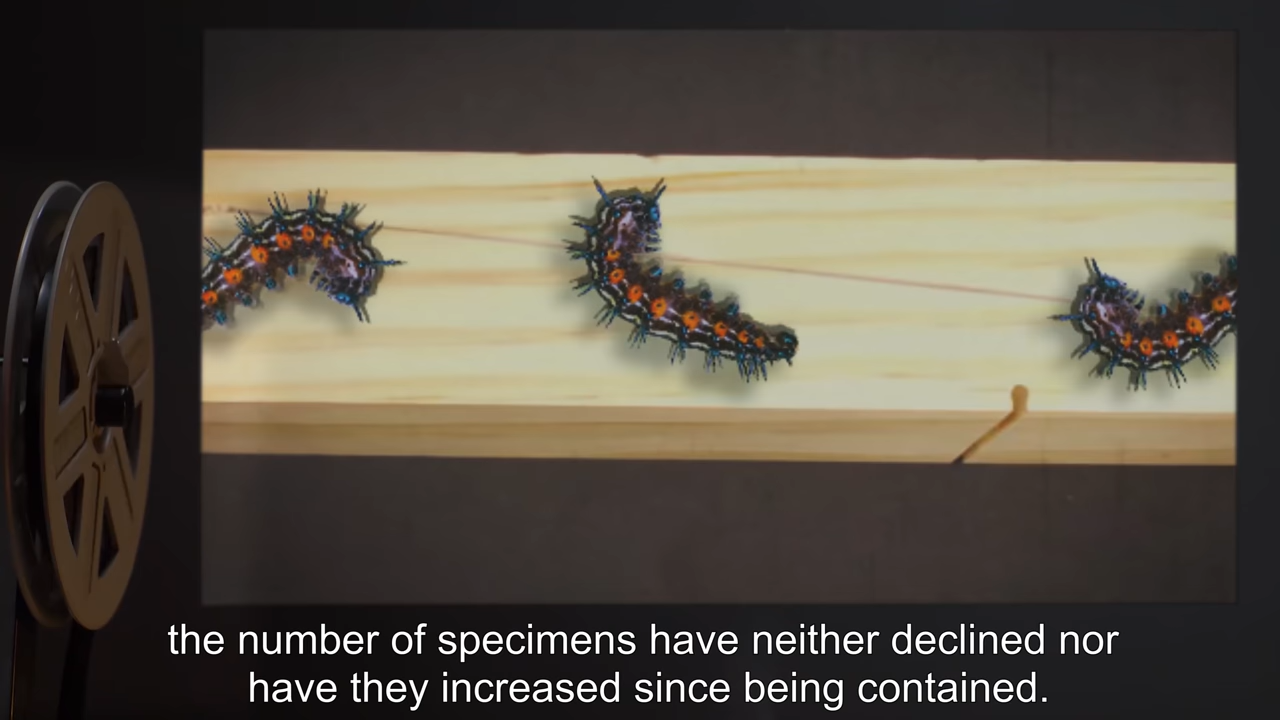 the number of specimens have neither declined nor
have they increased since being contained.